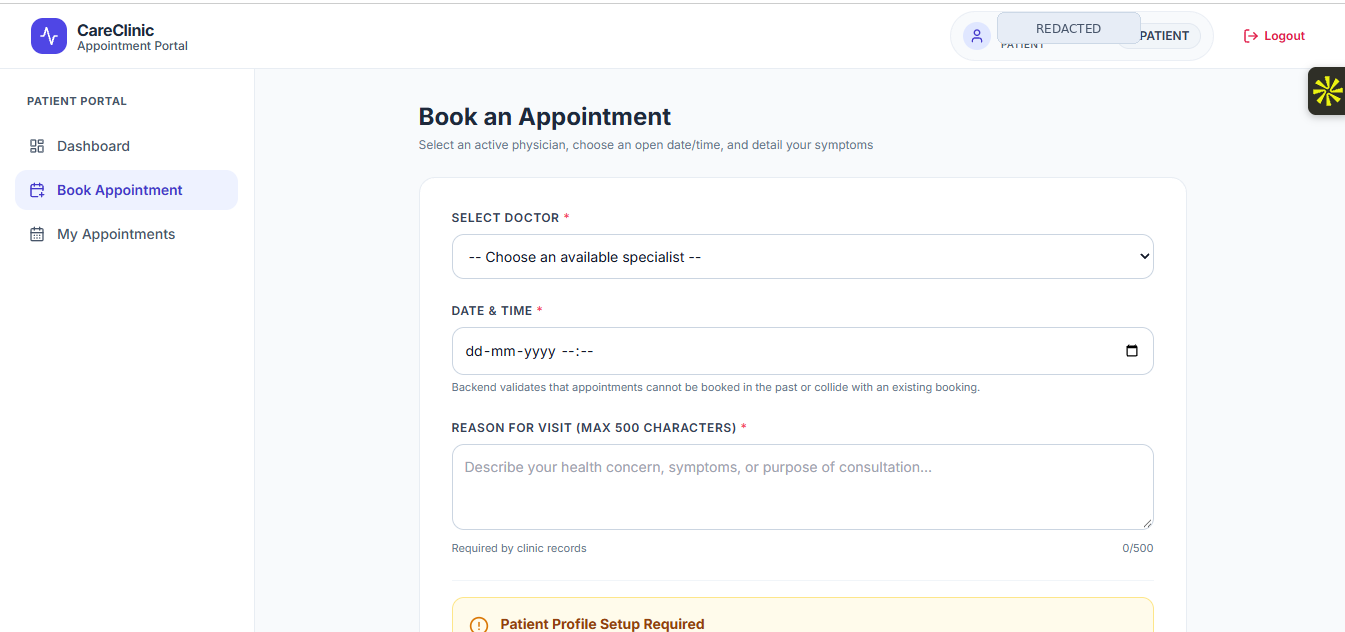 CareClinic
Appointment Portal
REDACTED
PATIENT
PATIENT
Logout
PATIENT PORTAL
Dashboard
Book Appointment
My Appointments
Book an Appointment
Select an active physician, choose an open date/time, and detail your symptoms
SELECT DOCTOR *
-- Choose an available specialist --
DATE & TIME *
dd-mm-yyyy --:--
Backend validates that appointments cannot be booked in the past or collide with an existing booking.
REASON FOR VISIT (MAX 500 CHARACTERS) *
Describe your health concern, symptoms, or purpose of consultation...
Required by clinic records
0/500
Patient Profile Setup Required